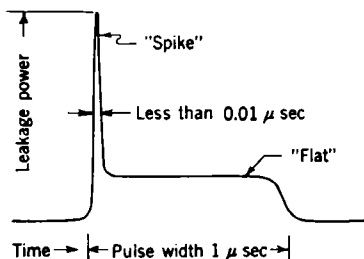 Leakage power
"Spike"
Less than 0.01 μ sec
"Flat"
Time
Pulse width 1 μ sec